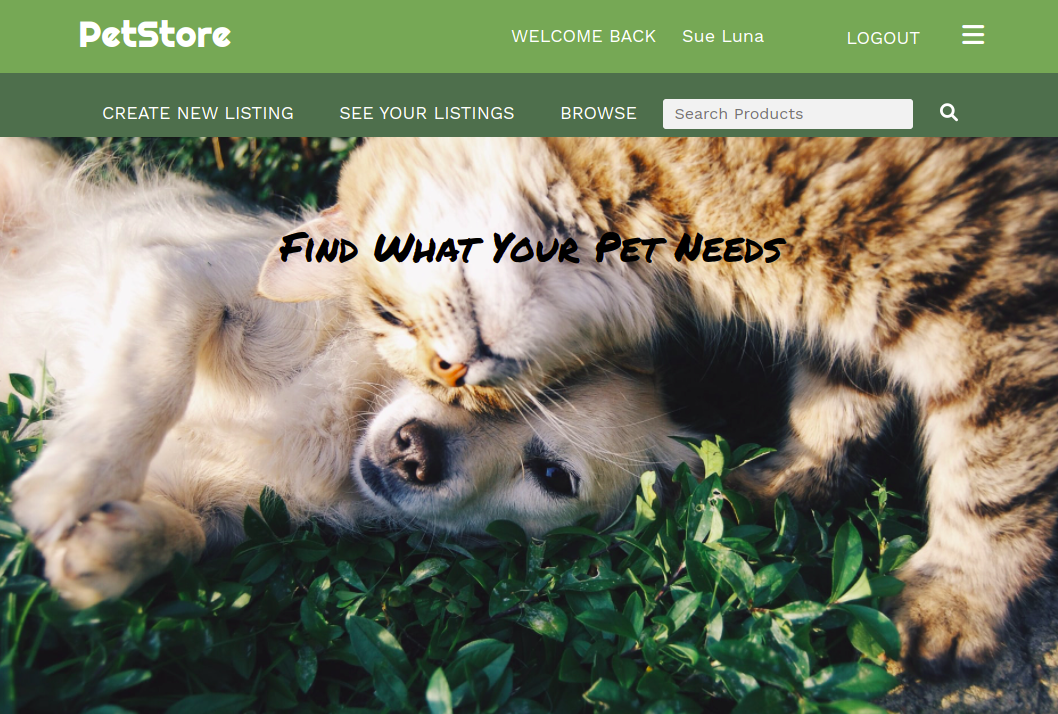 PetStore WELCOME BACK Sue Luna LOGOUT
CREATE NEW LISTING SEE YOUR LISTINGS BROWSE Search Products
Find What Your Pet Needs